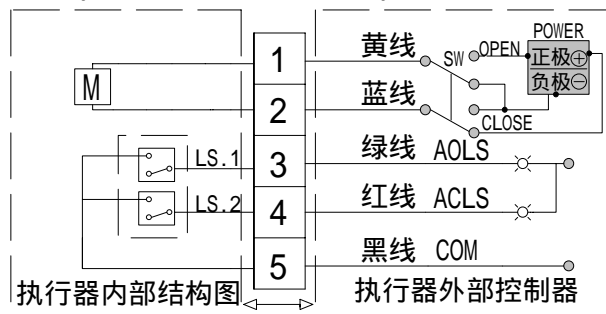 POWER
黄线 SW OPEN 正极⊕
1
负极⊖
M
蓝线
2
CLOSE
LS.1 3 绿线 AOLS
LS.2 4 红线 ACLS
5 黑线 COM
执行器内部结构图 执行器外部控制器